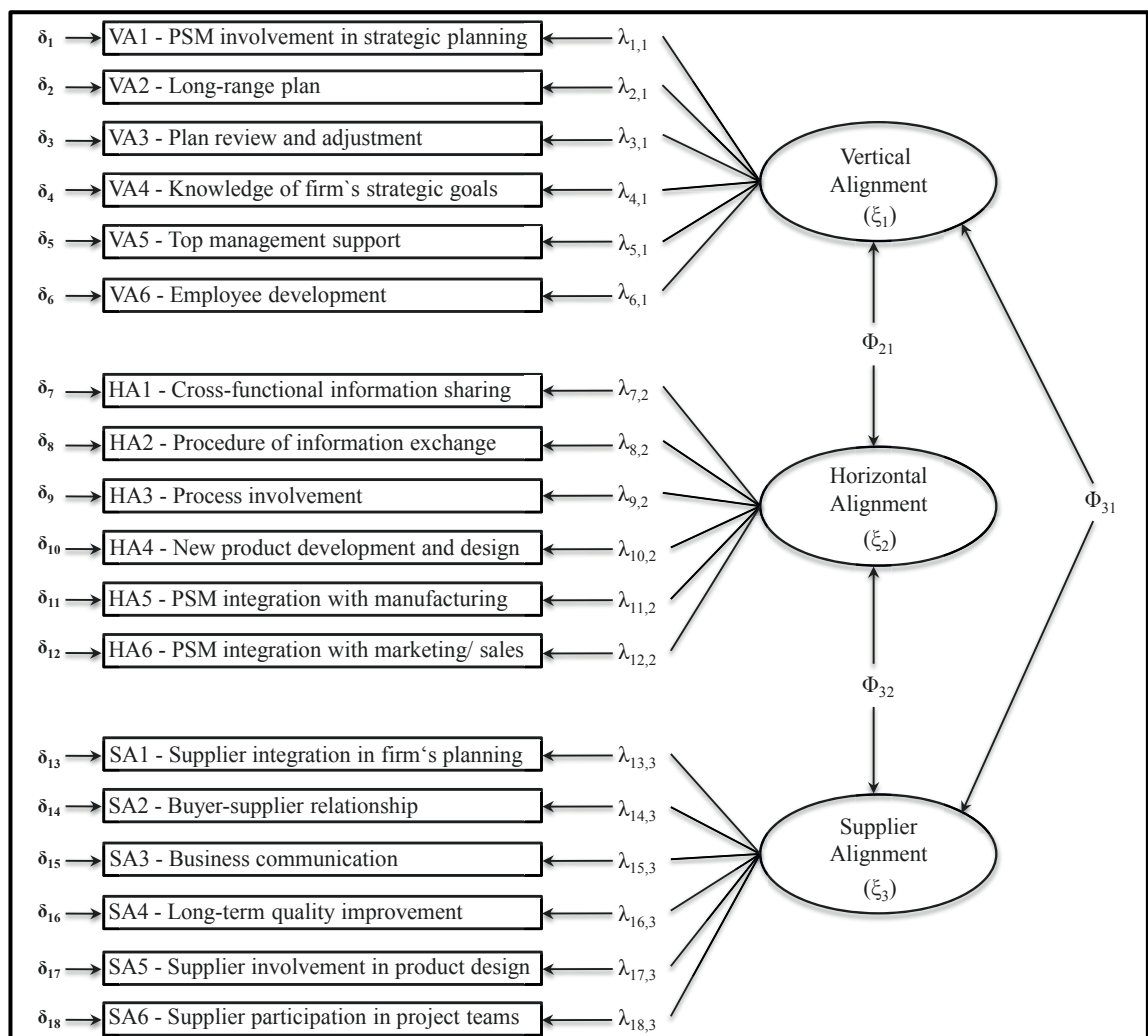 δ1 VA1 - PSM involvement in strategic planning λ1,1
δ2 VA2 - Long-range plan λ2,1
δ3 VA3 - Plan review and adjustment λ3,1
δ4 VA4 - Knowledge of firm`s strategic goals λ4,1
δ5 VA5 - Top management support λ5,1
δ6 VA6 - Employee development λ6,1
Vertical
Alignment
(ξ1)
Φ21
δ7 HA1 - Cross-functional information sharing λ7,2
δ8 HA2 - Procedure of information exchange λ8,2
δ9 HA3 - Process involvement λ9,2
δ10 HA4 - New product development and design λ10,2
δ11 HA5 - PSM integration with manufacturing λ11,2
δ12 HA6 - PSM integration with marketing/ sales λ12,2
Horizontal
Alignment
(ξ2)
Φ31
Φ32
δ13 SA1 - Supplier integration in firm‘s planning λ13,3
δ14 SA2 - Buyer-supplier relationship λ14,3
δ15 SA3 - Business communication λ15,3
δ16 SA4 - Long-term quality improvement λ16,3
δ17 SA5 - Supplier involvement in product design λ17,3
δ18 SA6 - Supplier participation in project teams λ18,3
Supplier
Alignment
(ξ3)